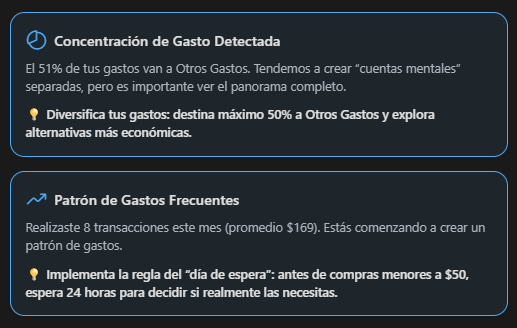 Concentración de Gasto Detectada
El 51% de tus gastos van a Otros Gastos. Tendemos a crear “cuentas mentales”
separadas, pero es importante ver el panorama completo.
💡 Diversifica tus gastos: destina máximo 50% a Otros Gastos y explora
alternativas más económicas.
Patrón de Gastos Frecuentes
Realizaste 8 transacciones este mes (promedio $169). Estás comenzando a crear un
patrón de gastos.
💡 Implementa la regla del “día de espera”: antes de compras menores a $50,
espera 24 horas para decidir si realmente las necesitas.